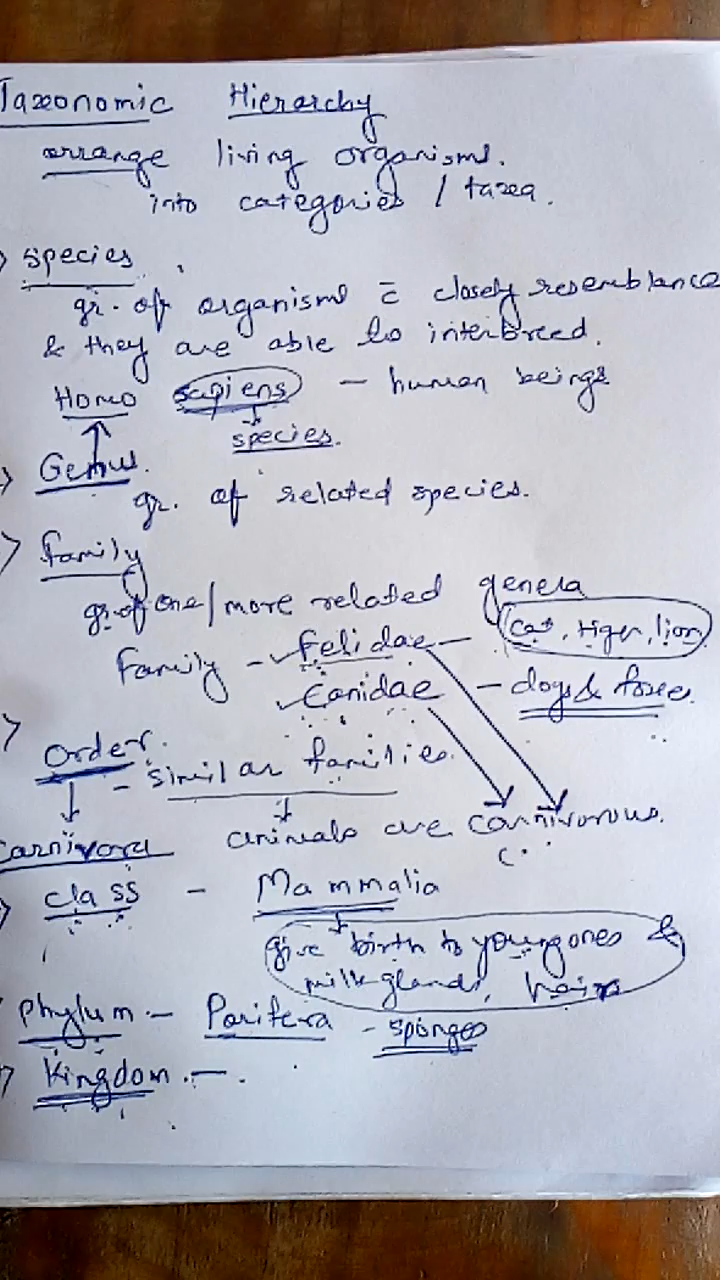 Taxonomic Hierarchy
arrange living organisms.
into categories / taxa.
> species
gr. of organisms c̄ closely resemblance
& they are able to interbreed.
Homo sapiens - human beings
species.
> Genus.
gr. of related species.
> family
gr. of one/more related genera
family - Felidae - cat, tiger, lion
Canidae - dogs & foxes.
> Order.
- similar families.
Carnivora animals are carnivorous.
> class - Mammalia
give birth to young ones &
milk glands, hairs
Phylum - Porifera - sponges
> Kingdom. -.